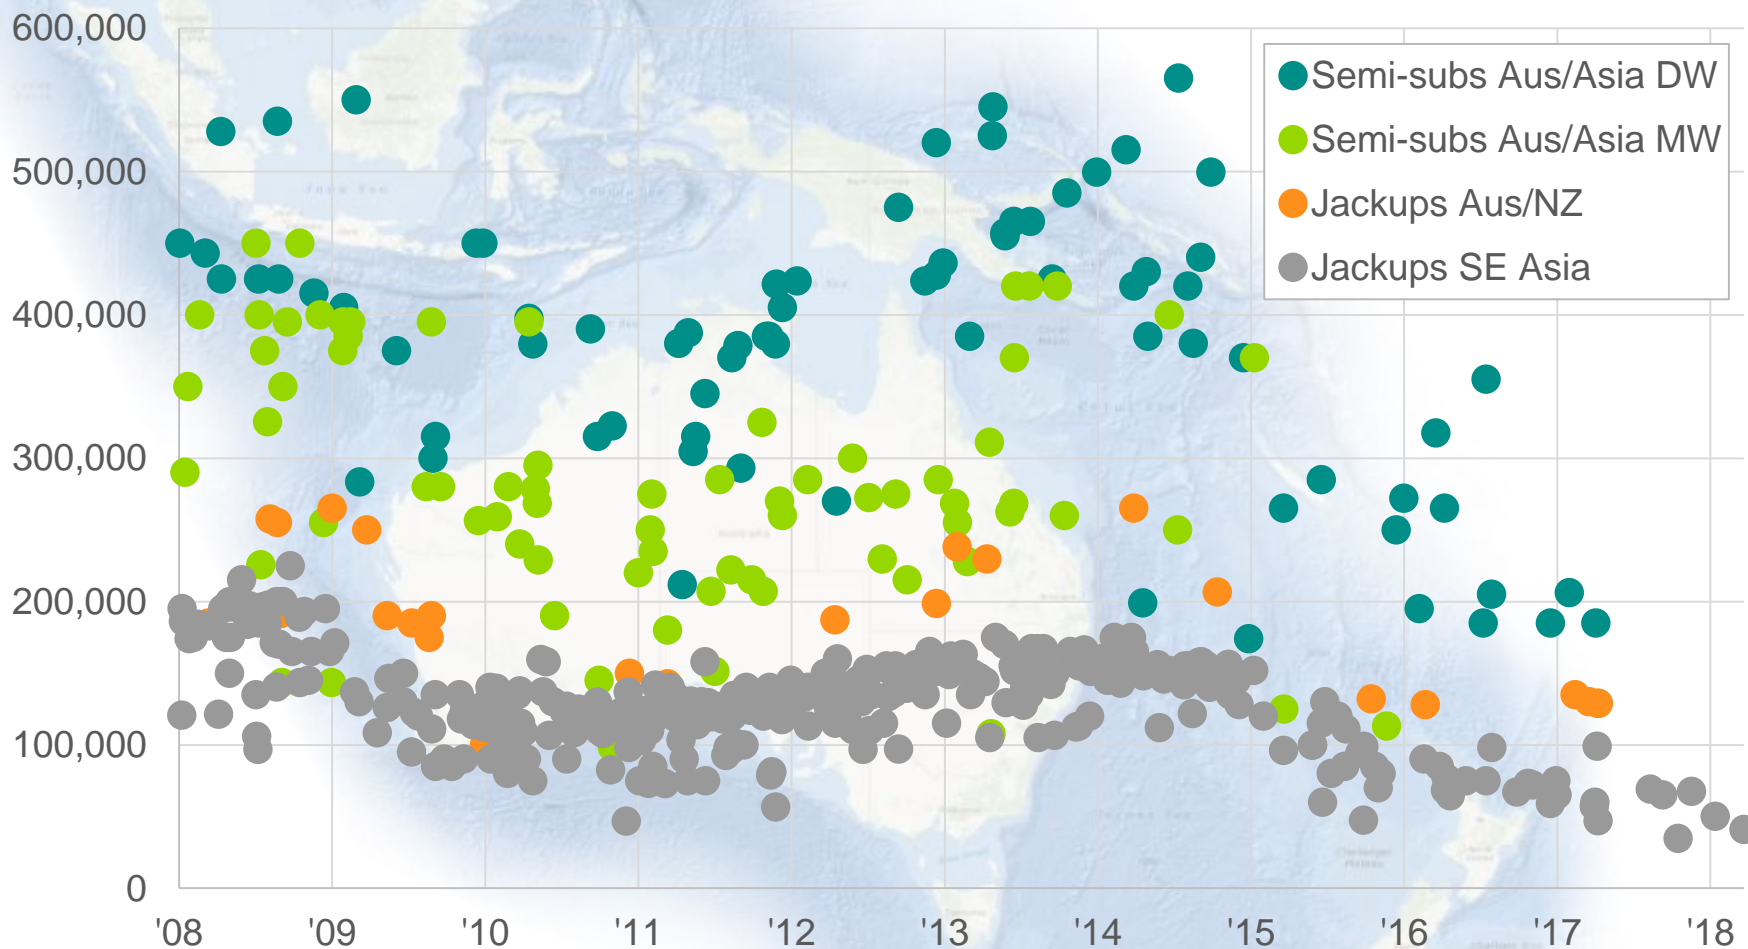 600,000
500,000
400,000
300,000
200,000
100,000
0
'08 '09 '10 '11 '12 '13 '14 '15 '16 '17 '18
Semi-subs Aus/Asia DW
Semi-subs Aus/Asia MW
Jackups Aus/NZ
Jackups SE Asia